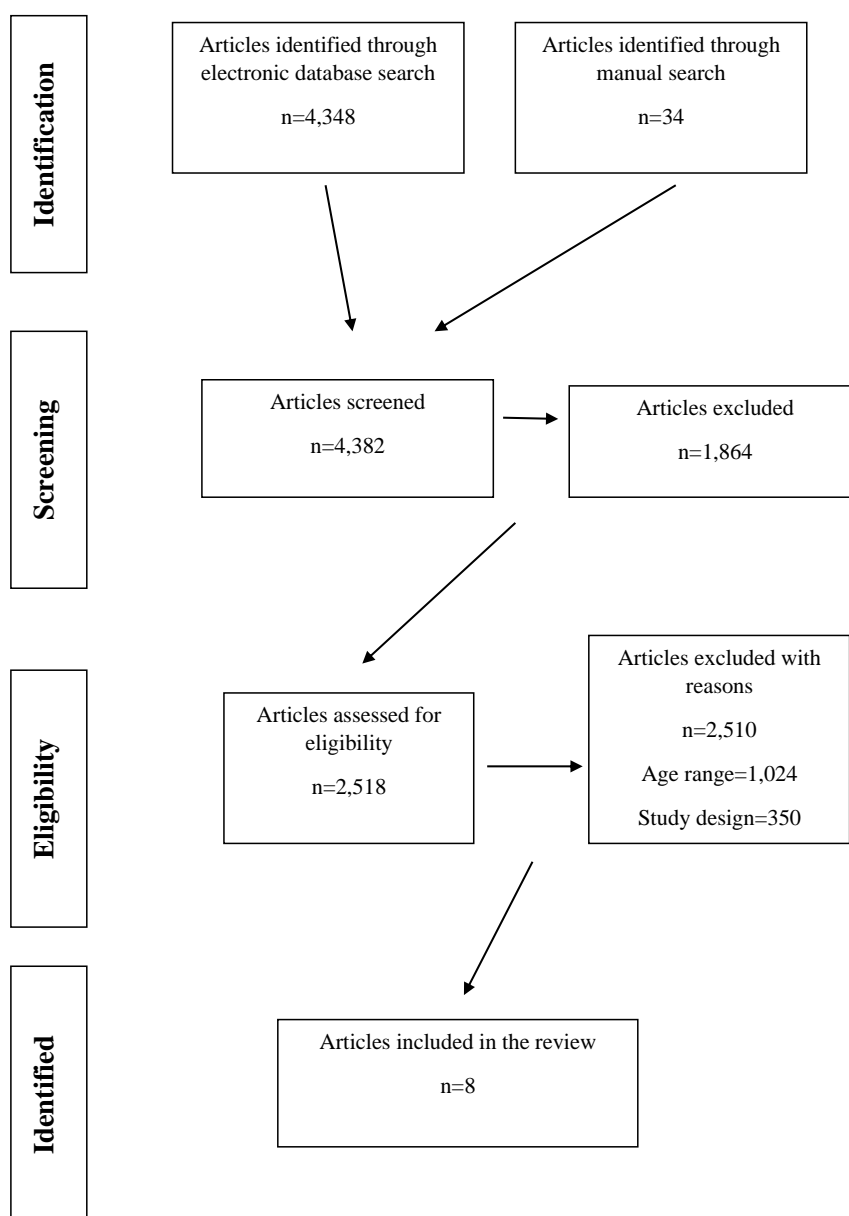 Identification
Articles identified through
electronic database search
n=4,348
Articles identified through
manual search
n=34
Screening
Articles screened
n=4,382
Articles excluded
n=1,864
Eligibility
Articles assessed for
eligibility
n=2,518
Articles excluded with
reasons
n=2,510
Age range=1,024
Study design=350
Identified
Articles included in the review
n=8